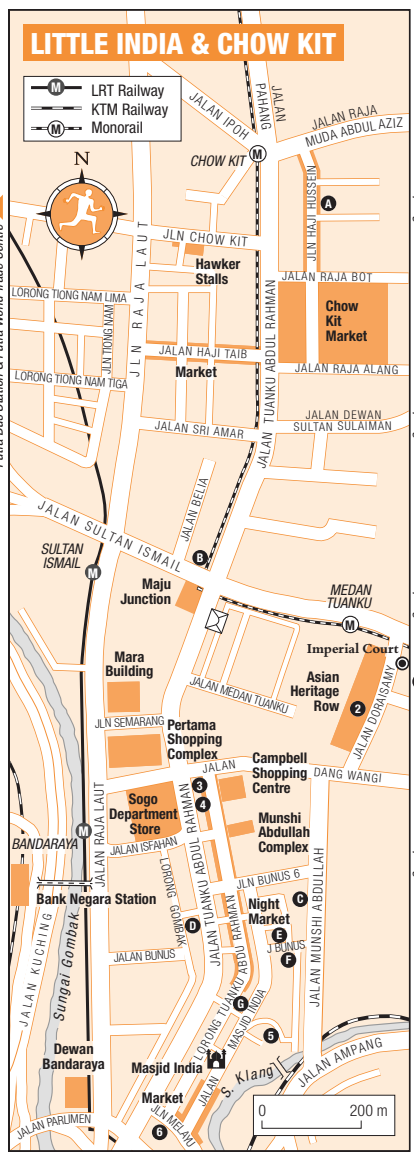 LITTLE INDIA & CHOW KIT
M LRT Railway
KTM Railway
M Monorail
N
JALAN IPOH
JALAN
PAHANG
JALAN RAJA
MUDA ABDUL AZIZ
CHOW KIT
M
A
JLN HAJI HUSSEIN
JLN CHOW KIT
JLN RAJA LAUT
Hawker
Stalls
JALAN RAJA BOT
LORONG TIONG NAM LIMA
JLN TIONG NAM
Chow
Kit
Market
JALAN TUANKU ABDUL RAHMAN
JALAN HAJI TAIB
Market
JALAN RAJA ALANG
LORONG TIONG NAM TIGA
JALAN DEWAN
SULTAN SULAIMAN
JALAN SRI AMAR
JALAN BELIA
JALAN SULTAN ISMAIL
SULTAN
ISMAIL
M
B
Maju
Junction
MEDAN
TUANKU
M
Imperial Court
Mara
Building
Asian
Heritage
Row
2
JALAN DORAISAMY
JALAN MEDAN TUANKU
JLN SEMARANG
Pertama
Shopping
Complex
JALAN
DANG WANGI
Campbell
Shopping
Centre
3
4
Sogo
Department
Store
Munshi
Abdullah
Complex
JALAN RAJA LAUT
BANDARAYA
M
JALAN ISFAHAN
JALAN TUANKU ABDUL RAHMAN
LORONG GOMBAK
JLN BUNUS 6
JALAN MUNSHI ABDULLAH
Bank Negara Station
Night
Market
C
D
E
J BUNUS
F
JALAN KUCHING
Sungai Gombak
JALAN BUNUS
LORONG TUANKU ABDU RAHMAN
G
JALAN MASJID INDIA
5
Dewan
Bandaraya
Masjid India
S. Klang
JALAN AMPANG
Market
JLN MELAYU
6
JALAN PARLIMEN
0 200 m